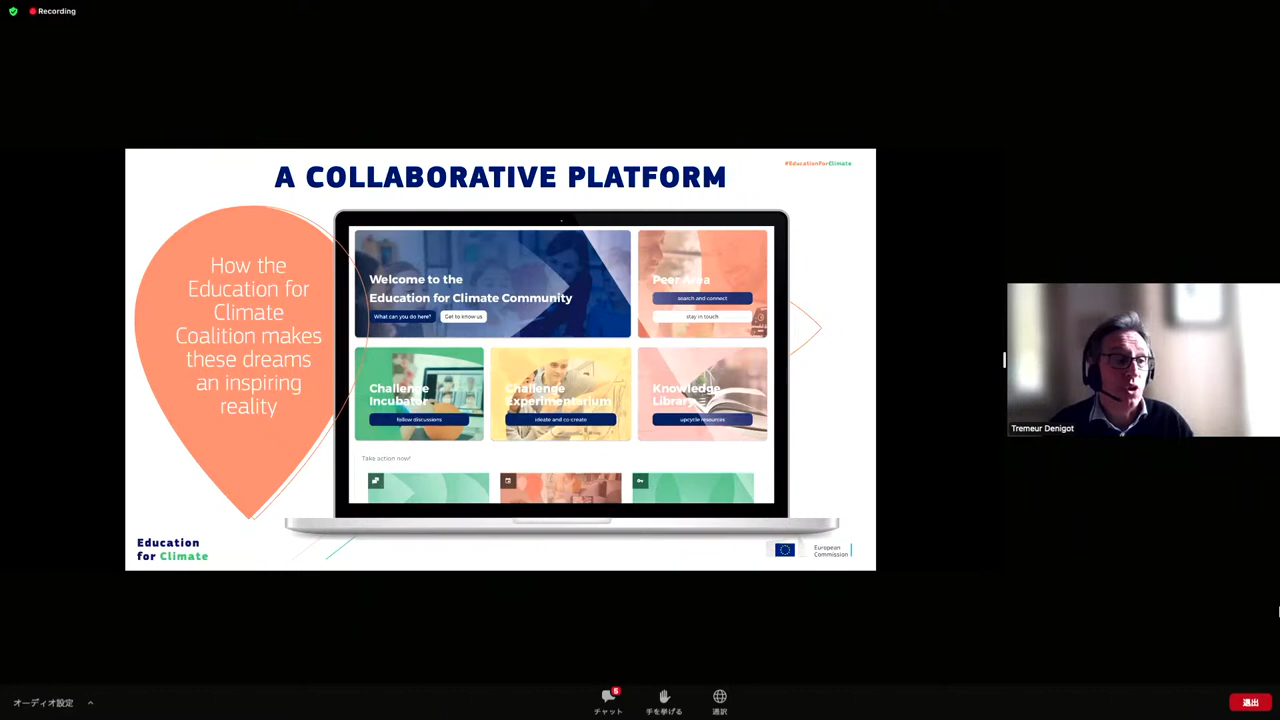 Recording
A COLLABORATIVE PLATFORM
#EducationForClimate
How the
Education for
Climate
Coalition makes
these dreams
an inspiring
reality
Welcome to the
Education for Climate Community
What can you do here?
Get to know us
Peer Area
search and connect
stay in touch
Challenge
Incubator
follow discussions
Challenge
Experimentarium
ideate and co-create
Knowledge
Library
upcycle resources
Take action now!
Education
for Climate
European
Commission
Tremeur Denigot
オーディオ設定
5
チャット
手を挙げる
通訳
退出